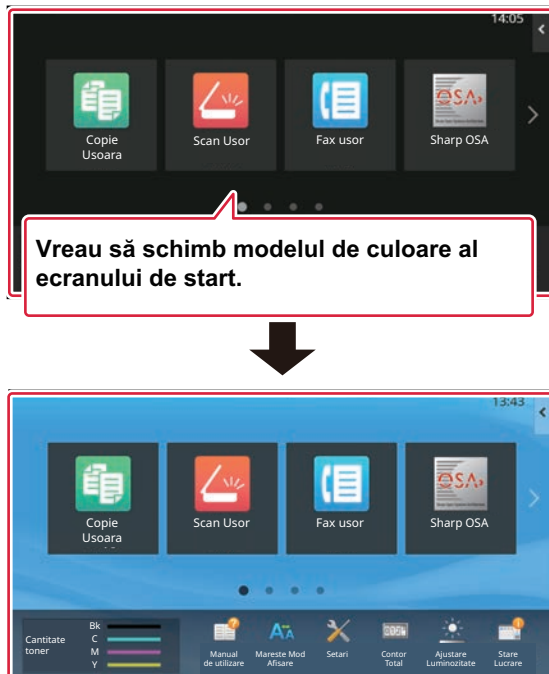 14:05
Copie
Usoara
Scan Usor
Fax usor
Sharp OSA
Vreau să schimb modelul de culoare al
ecranului de start.
13:43
Copie
Usoara
Scan Usor
Fax usor
Sharp OSA
Cantitate
toner
Bk
C
M
Y
Manual
de utilizare
Mareste Mod
Afisare
Setari
Contor
Total
Ajustare
Luminozitate
Stare
Lucrare